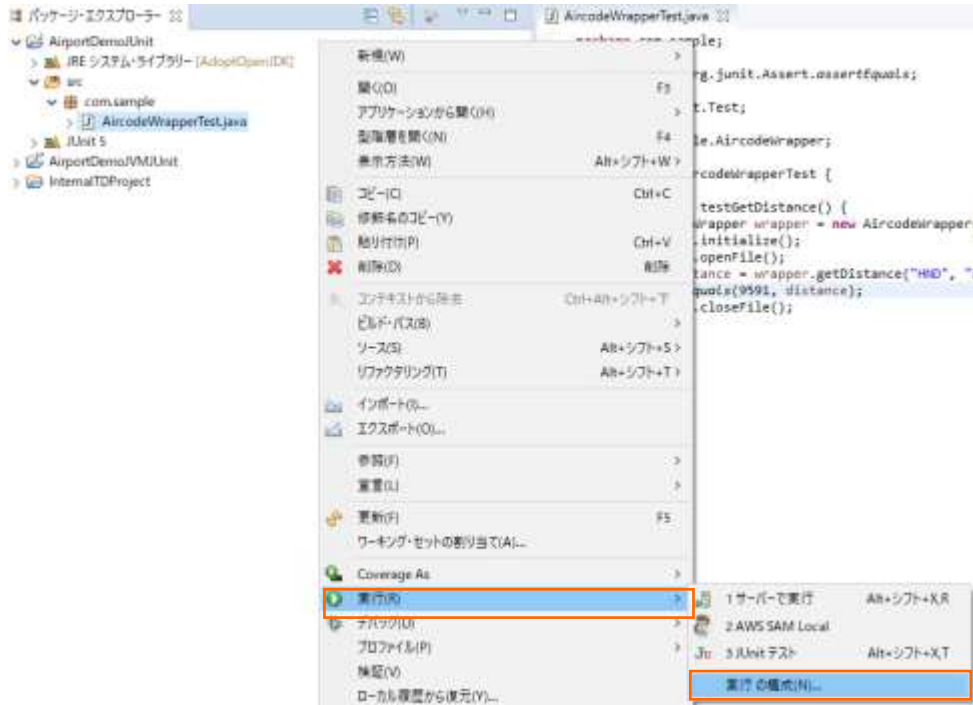 パッケージ・エクスプローラー
AirportDemoJUnit
JRE システム・ライブラリー [AdoptOpenJDK]
src
com.sample
AircodeWrapperTest.java
JUnit 5
AirportDemoJVMJUnit
InternalTDProject
新規(W)
開く(O) F3
アプリケーションから開く(H)
型階層を開く(N) F4
表示方法(W) Alt+シフト+W
コピー(C) Ctrl+C
修飾名のコピー(Y)
貼り付け(P) Ctrl+V
削除(D) 削除
コンテキストから除去 Ctrl+Alt+シフト+下
ビルド・パス(B)
ソース(S) Alt+シフト+S
リファクタリング(T) Alt+シフト+T
インポート(I)...
エクスポート(O)...
参照(F)
宣言(L)
更新(F) F5
ワーキング・セットの割り当て(A)...
Coverage As
実行(R)
デバッグ(D)
プロファイル(P)
検証(V)
ローカル履歴から復元(Y)...
1 サーバーで実行 Alt+シフト+X,R
2 AWS SAM Local
3 JUnit テスト Alt+シフト+X,T
実行 の構成(N)...
AircodeWrapperTest.java
package com.sample;
rg.junit.Assert.assertEquals;
t.Test;
le.AircodeWrapper;
rcodeWrapperTest {
testGetDistance() {
Wrapper wrapper = new AircodeWrapper
.initialize();
.openFile();
tance = wrapper.getDistance("HND", "
quals(9591, distance);
.closeFile();